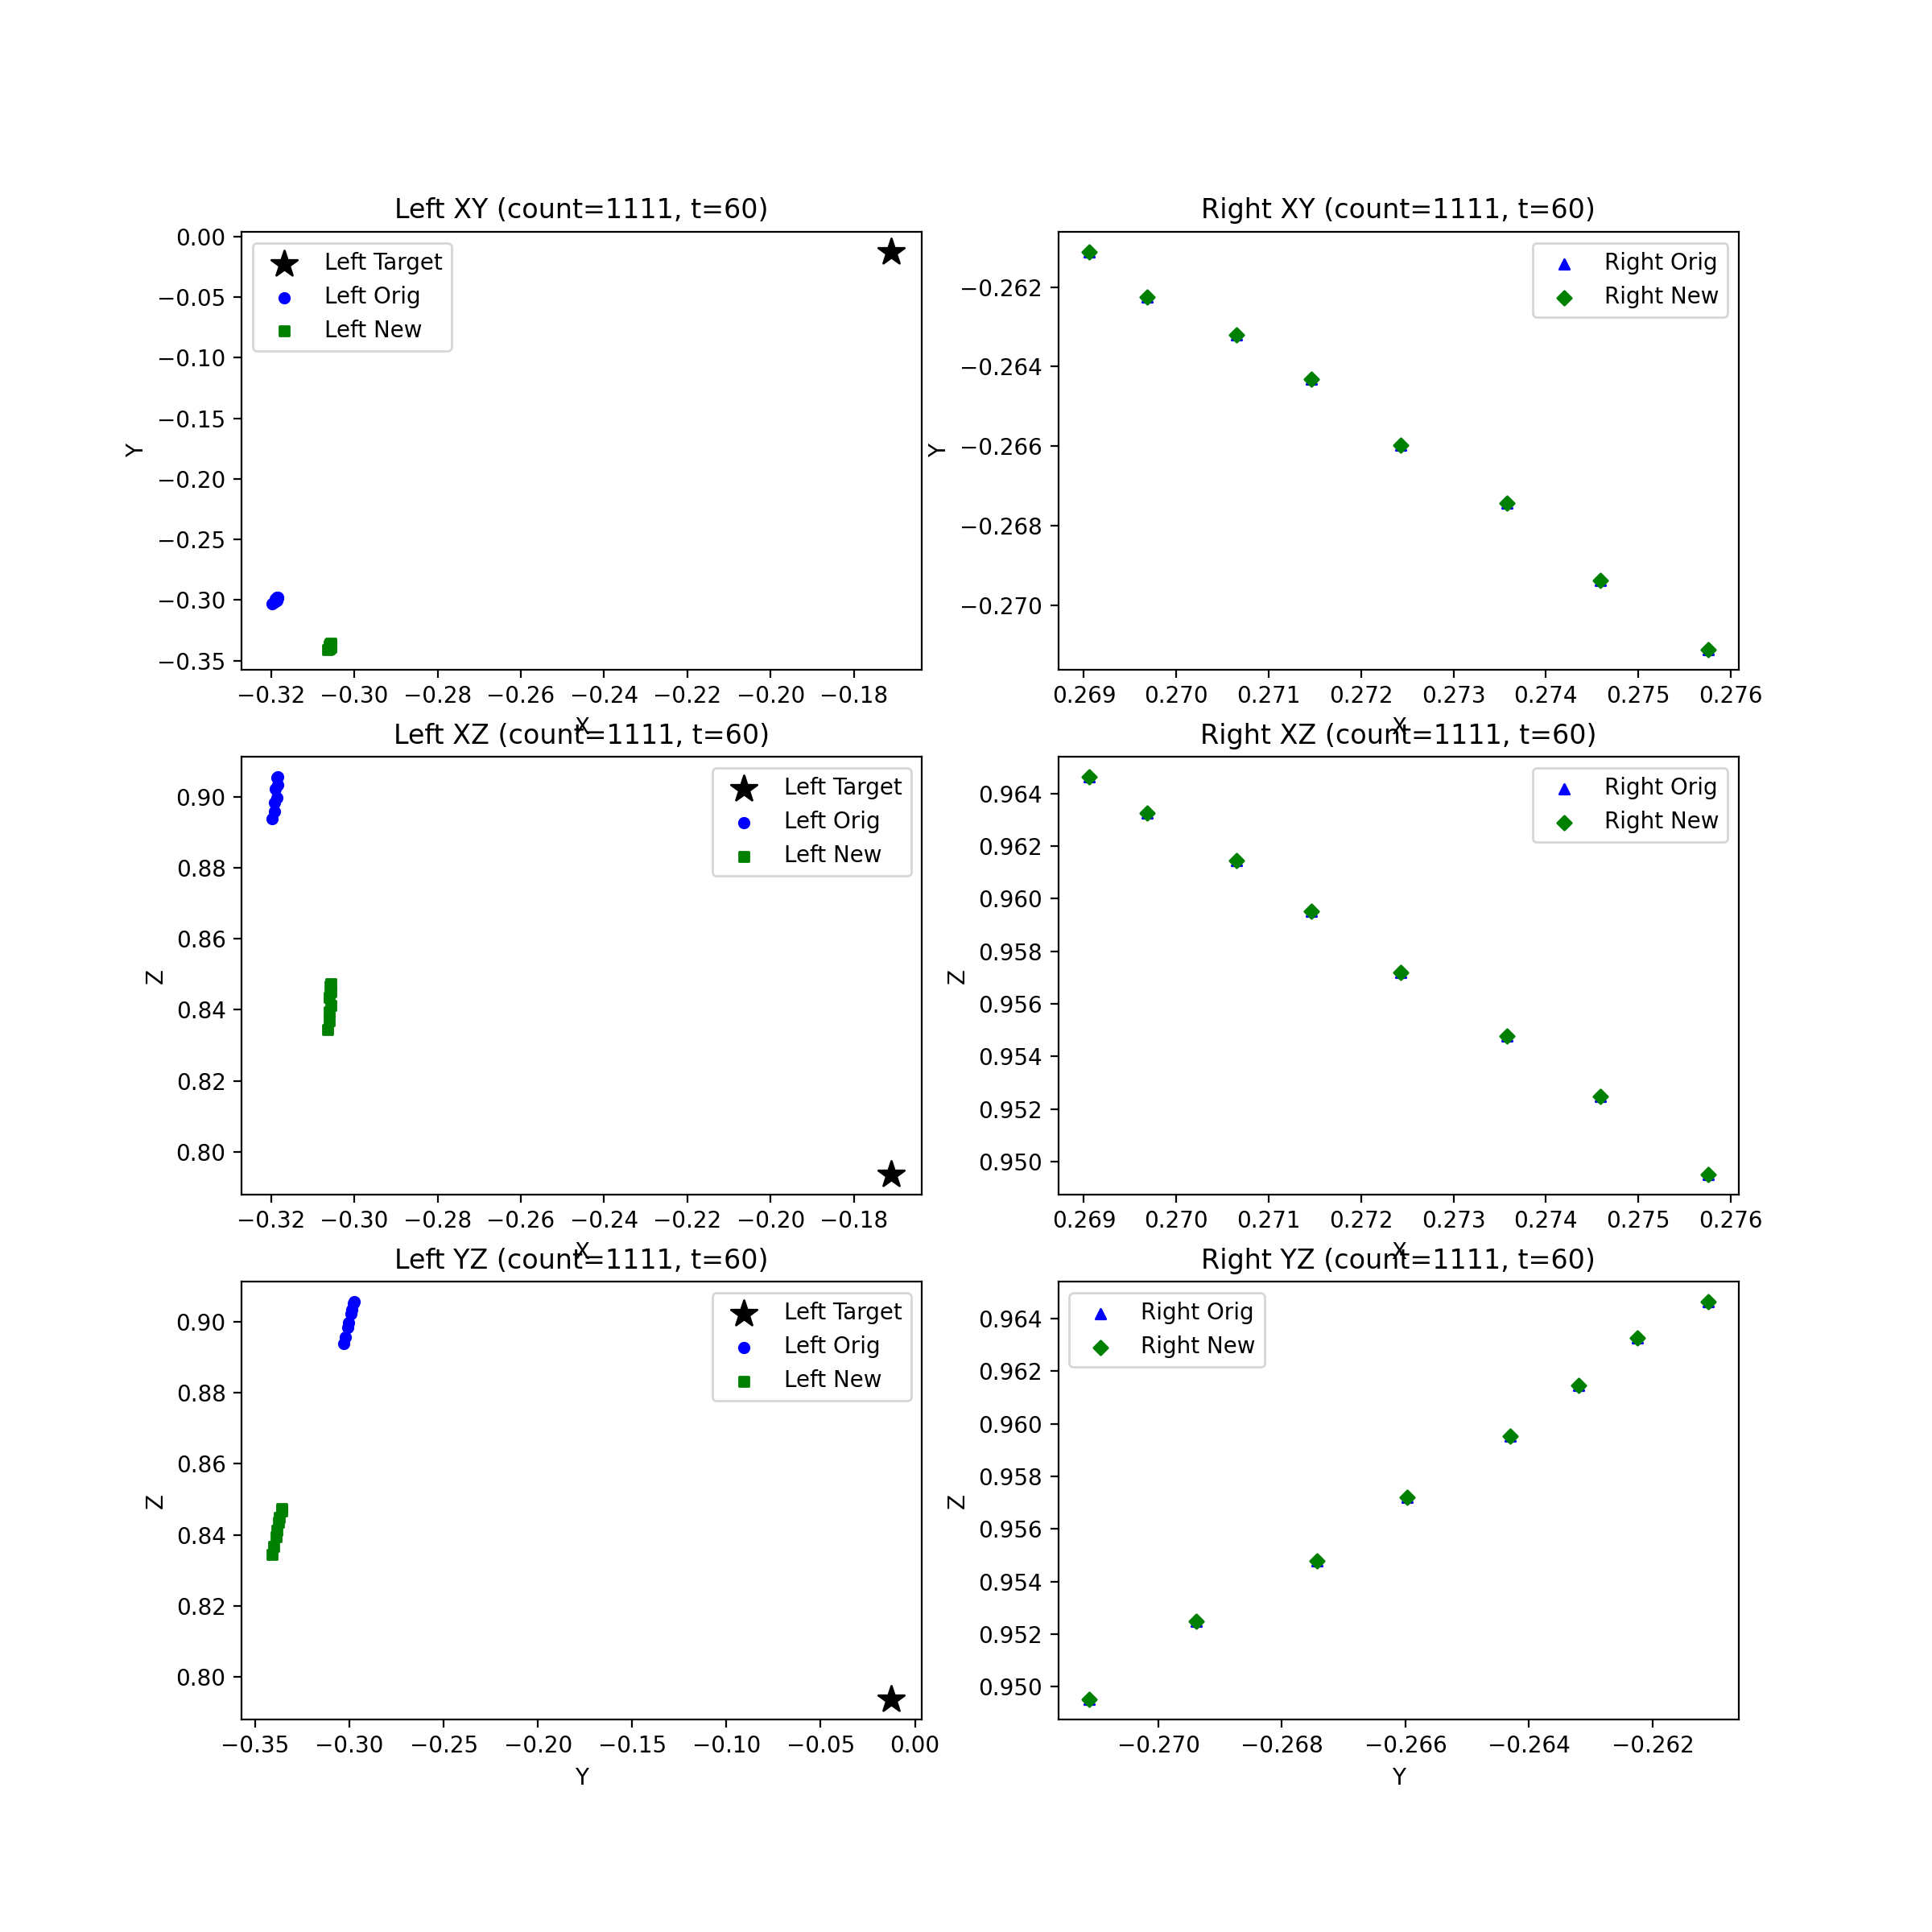 Left XY (count=1111, t=60)
0.00
−0.05
−0.10
−0.15
−0.20
−0.25
−0.30
−0.35
Y
Left Target
Left Orig
Left New
−0.32 −0.30 −0.28 −0.26 −0.24 −0.22 −0.20 −0.18
X
Right XY (count=1111, t=60)
−0.262
−0.264
−0.266
−0.268
−0.270
Y
Right Orig
Right New
0.269 0.270 0.271 0.272 0.273 0.274 0.275 0.276
X
Left XZ (count=1111, t=60)
0.90
0.88
0.86
0.84
0.82
0.80
Z
Left Target
Left Orig
Left New
−0.32 −0.30 −0.28 −0.26 −0.24 −0.22 −0.20 −0.18
X
Right XZ (count=1111, t=60)
0.964
0.962
0.960
0.958
0.956
0.954
0.952
0.950
Z
Right Orig
Right New
0.269 0.270 0.271 0.272 0.273 0.274 0.275 0.276
X
Left YZ (count=1111, t=60)
0.90
0.88
0.86
0.84
0.82
0.80
Z
Left Target
Left Orig
Left New
−0.35 −0.30 −0.25 −0.20 −0.15 −0.10 −0.05 0.00
Y
Right YZ (count=1111, t=60)
0.964
0.962
0.960
0.958
0.956
0.954
0.952
0.950
Z
Right Orig
Right New
−0.270 −0.268 −0.266 −0.264 −0.262
Y